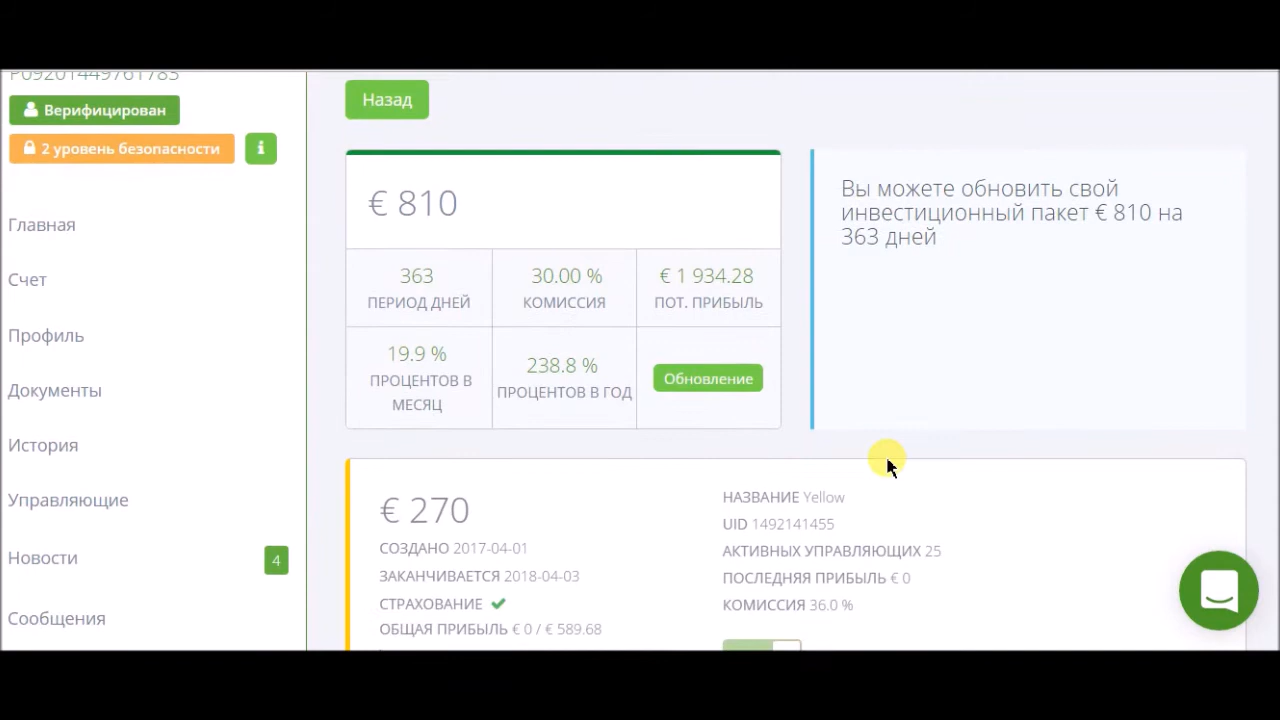 P09201449761783
Верифицирован
2 уровень безопасности
i
Главная
Счет
Профиль
Документы
История
Управляющие
Новости
4
Сообщения
Назад
€ 810
363
ПЕРИОД ДНЕЙ
30.00 %
КОМИССИЯ
€ 1 934.28
ПОТ. ПРИБЫЛЬ
19.9 %
ПРОЦЕНТОВ В
МЕСЯЦ
238.8 %
ПРОЦЕНТОВ В ГОД
Обновление
Вы можете обновить свой
инвестиционный пакет € 810 на
363 дней
€ 270
СОЗДАНО 2017-04-01
ЗАКАНЧИВАЕТСЯ 2018-04-03
СТРАХОВАНИЕ
ОБЩАЯ ПРИБЫЛЬ € 0 / € 589.68
НАЗВАНИЕ Yellow
UID 1492141455
АКТИВНЫХ УПРАВЛЯЮЩИХ 25
ПОСЛЕДНЯЯ ПРИБЫЛЬ € 0
КОМИССИЯ 36.0 %